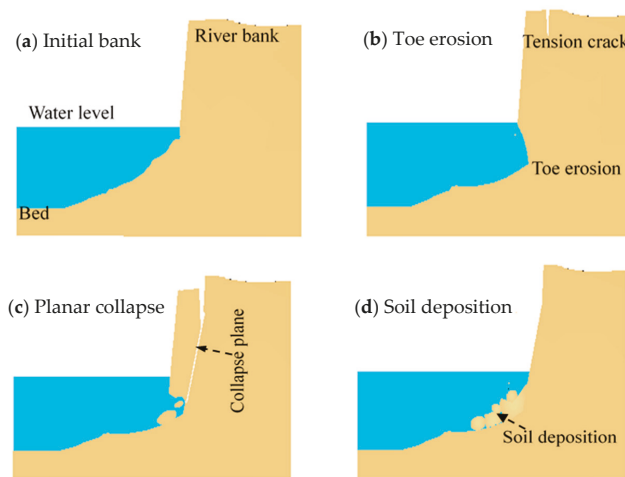 (a) Initial bank
River bank
Water level
Bed
(b) Toe erosion
Tension crack
Toe erosion
(c) Planar collapse
Collapse plane
(d) Soil deposition
Soil deposition